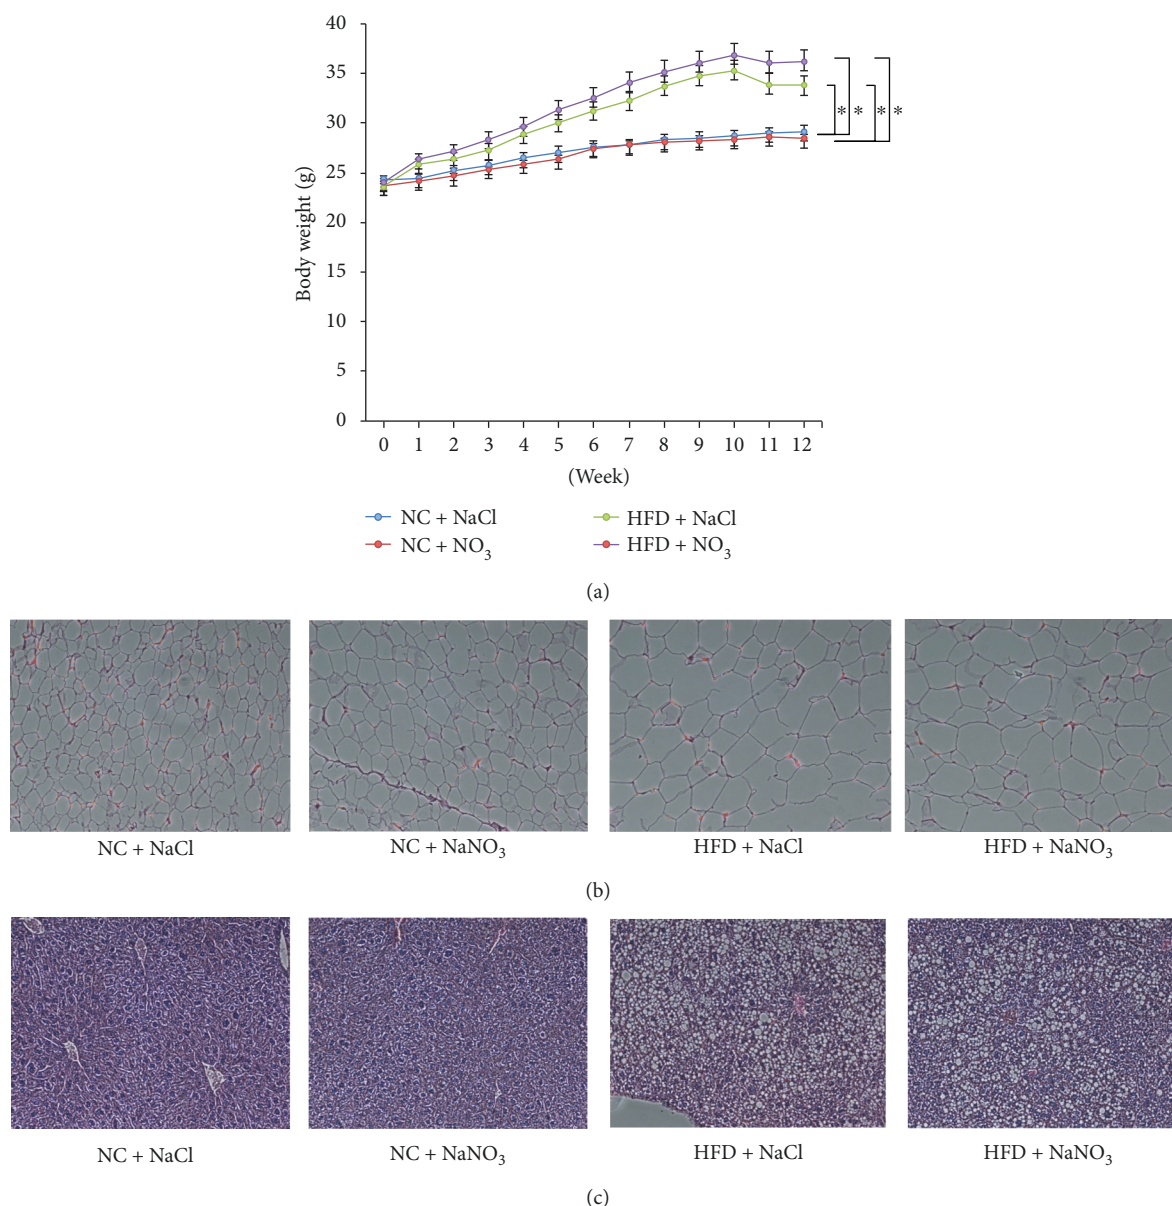 40
35
30
25
20
15
10
5
0
Body weight (g)
0 1 2 3 4 5 6 7 8 9 10 11 12
(Week)
∗ ∗ ∗ ∗
NC + NaCl HFD + NaCl
NC + NO3 HFD + NO3
(a)
NC + NaCl NC + NaNO3 HFD + NaCl HFD + NaNO3
(b)
NC + NaCl NC + NaNO3 HFD + NaCl HFD + NaNO3
(c)